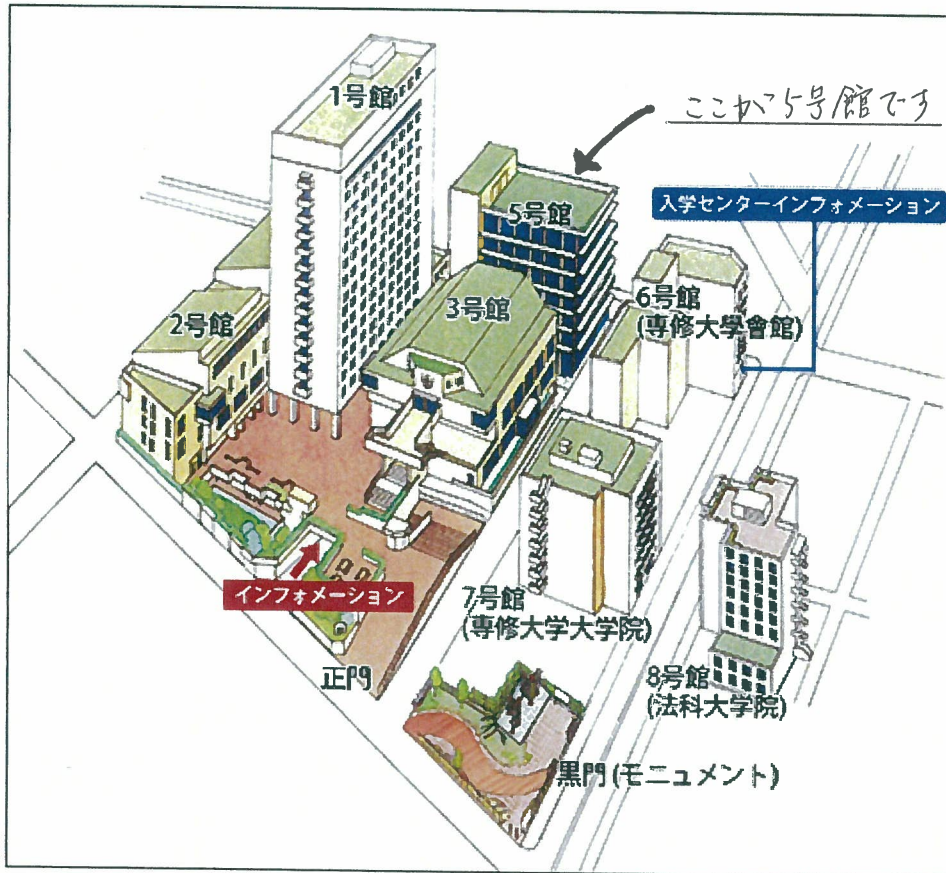 1号館
ここが5号館です
5号館
入学センターインフォメーション
2号館
3号館
6号館
(専修大學會館)
インフォメーション
7号館
(専修大学大学院)
正門
8号館
(法科大学院)
黒門(モニュメント)